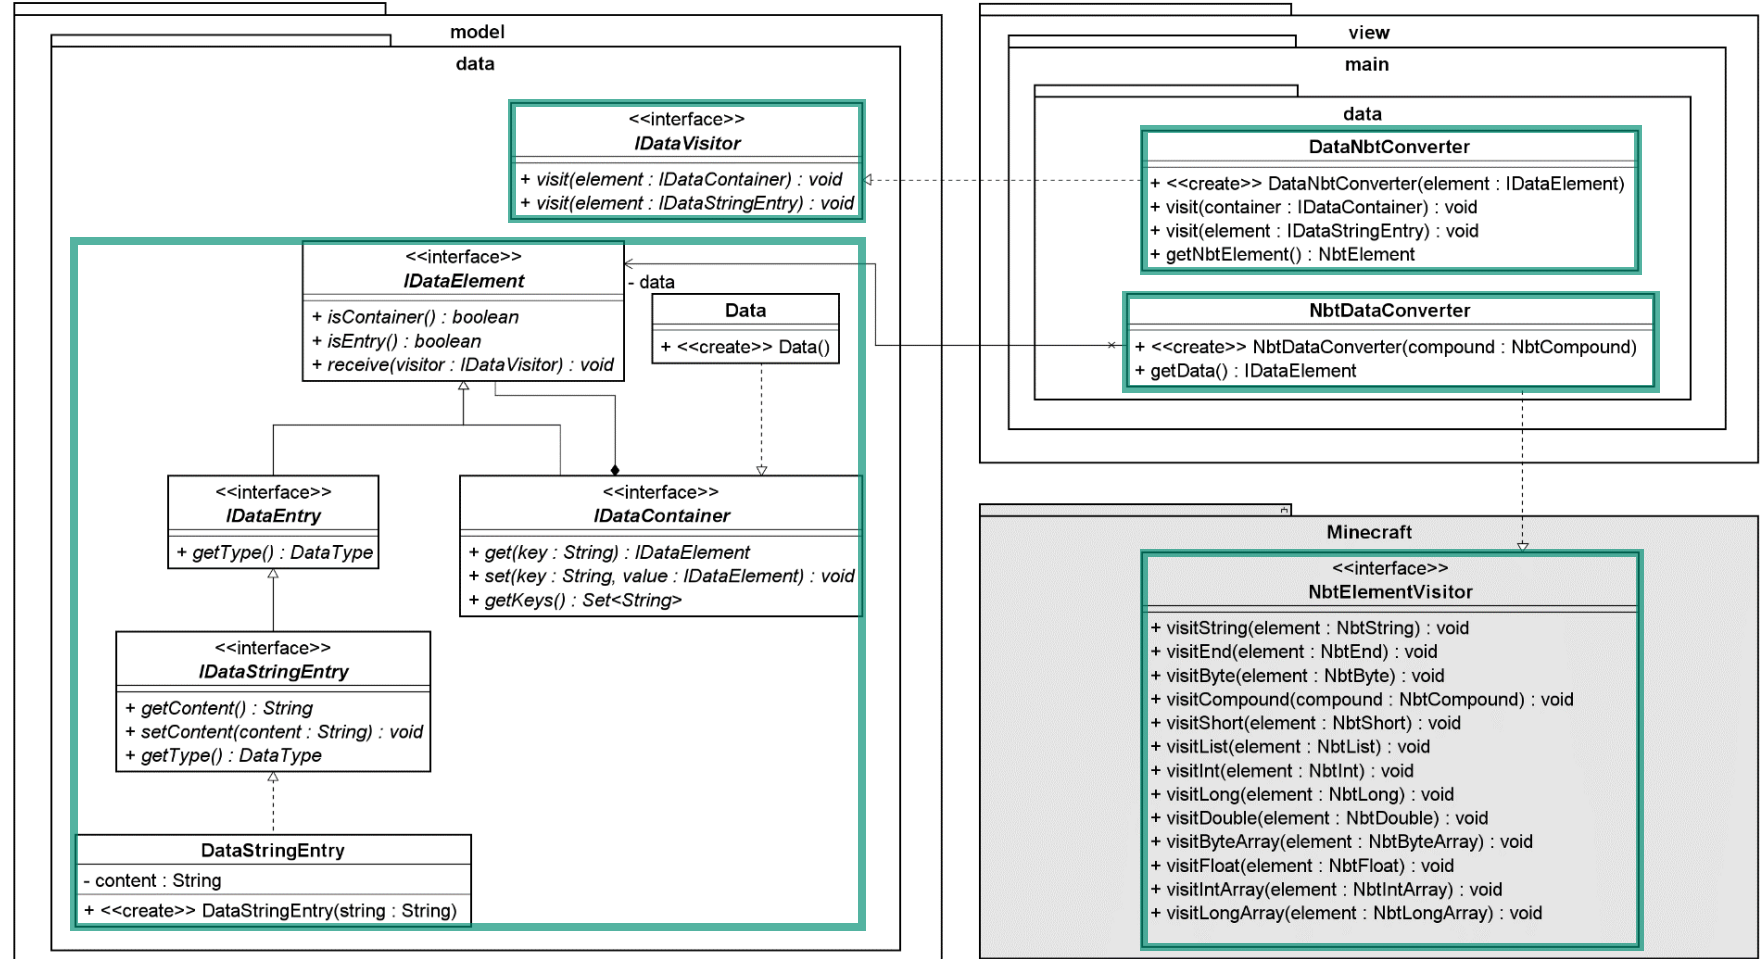 model
data
<<interface>>
IDataVisitor
+ visit(element : IDataContainer) : void
+ visit(element : IDataStringEntry) : void
<<interface>>
IDataElement
+ isContainer() : boolean
+ isEntry() : boolean
+ receive(visitor : IDataVisitor) : void
- data
Data
+ <<create>> Data()
<<interface>>
IDataEntry
+ getType() : DataType
<<interface>>
IDataContainer
+ get(key : String) : IDataElement
+ set(key : String, value : IDataElement) : void
+ getKeys() : Set<String>
<<interface>>
IDataStringEntry
+ getContent() : String
+ setContent(content : String) : void
+ getType() : DataType
DataStringEntry
- content : String
+ <<create>> DataStringEntry(string : String)
view
main
data
DataNbtConverter
+ <<create>> DataNbtConverter(element : IDataElement)
+ visit(container : IDataContainer) : void
+ visit(element : IDataStringEntry) : void
+ getNbtElement() : NbtElement
NbtDataConverter
+ <<create>> NbtDataConverter(compound : NbtCompound)
+ getData() : IDataElement
Minecraft
<<interface>>
NbtElementVisitor
+ visitString(element : NbtString) : void
+ visitEnd(element : NbtEnd) : void
+ visitByte(element : NbtByte) : void
+ visitCompound(compound : NbtCompound) : void
+ visitShort(element : NbtShort) : void
+ visitList(element : NbtList) : void
+ visitInt(element : NbtInt) : void
+ visitLong(element : NbtLong) : void
+ visitDouble(element : NbtDouble) : void
+ visitByteArray(element : NbtByteArray) : void
+ visitFloat(element : NbtFloat) : void
+ visitIntArray(element : NbtIntArray) : void
+ visitLongArray(element : NbtLongArray) : void